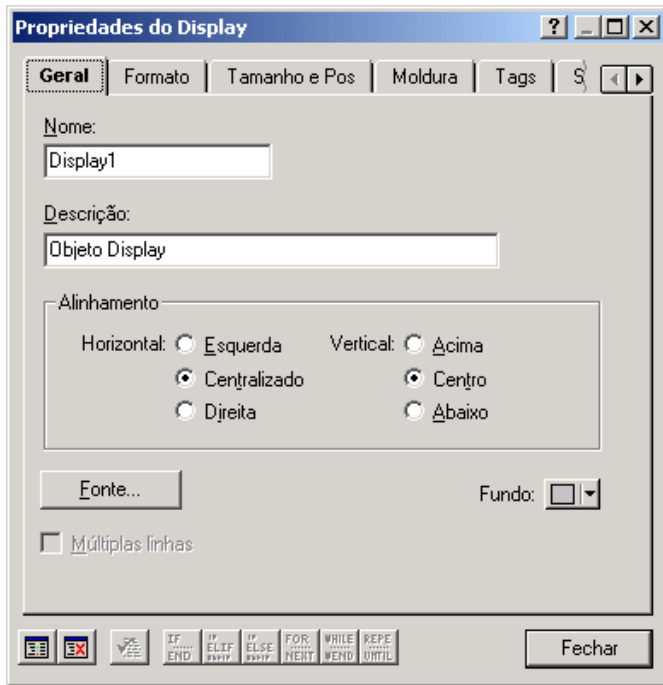 Propriedades do Display
Geral Formato Tamanho e Pos Moldura Tags S
Nome:
Display1
Descrição:
Objeto Display
Alinhamento
Horizontal: Esquerda Vertical: Acima
Centralizado Centro
Direita Abaixo
Fonte... Fundo:
Múltiplas linhas
IF END IF ELIF ENDIF IF ELSE ENDIF FOR NEXT WHILE WEND REPE UNTIL Fechar